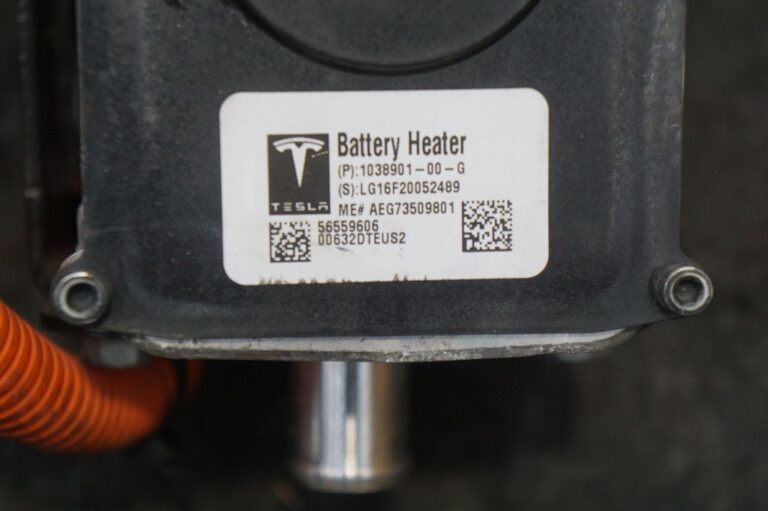 Battery Heater
(P):1038901-00-G
(S):LG16F20052489
TESLA
ME# AEG73509801
56559606
00632DTEUS2